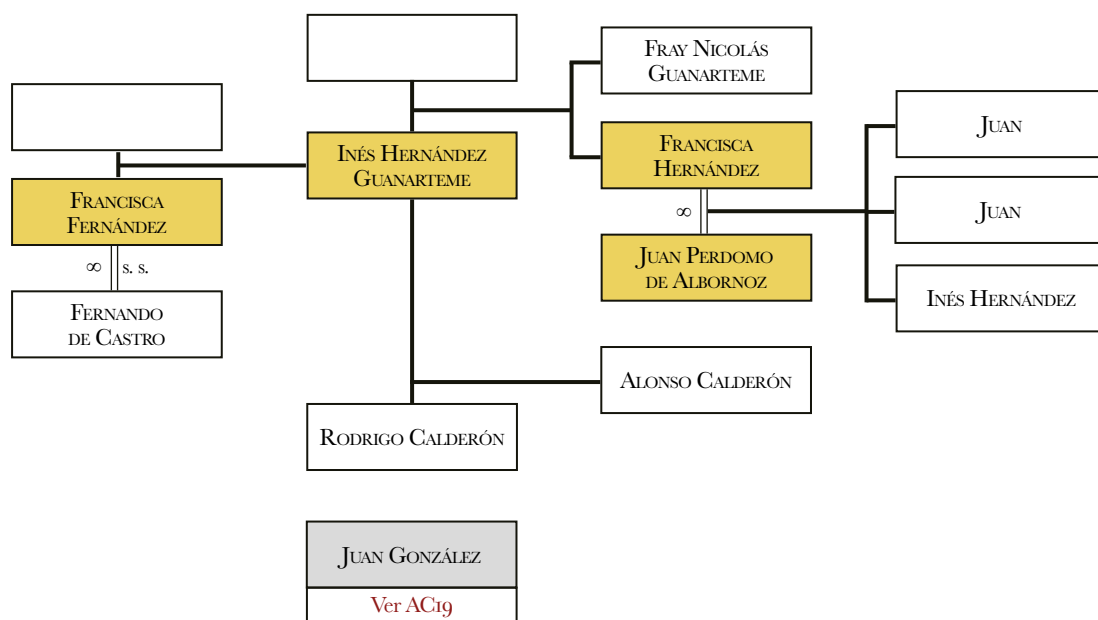 Fray Nicolás
Guanarteme
Juan
Inés Hernández
Guanarteme
Francisca
Hernández
Francisca
Fernández
∞
Juan
∞ s. s.
Juan Perdomo
de Albornoz
Inés Hernández
Fernando
de Castro
Alonso Calderón
Rodrigo Calderón
Juan González
Ver AC19